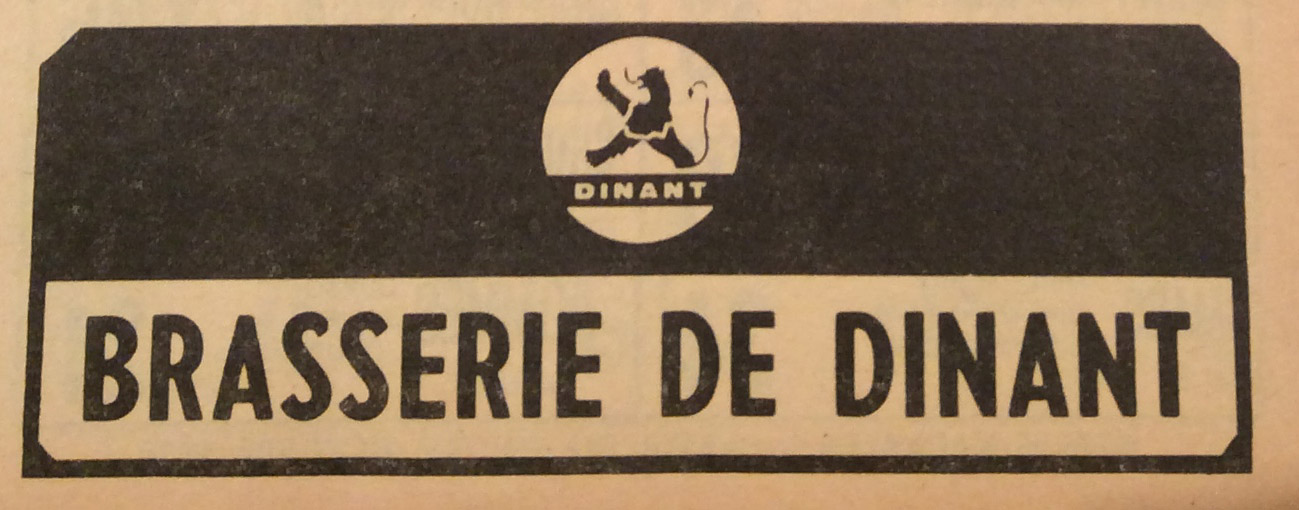 DINANT
BRASSERIE DE DINANT